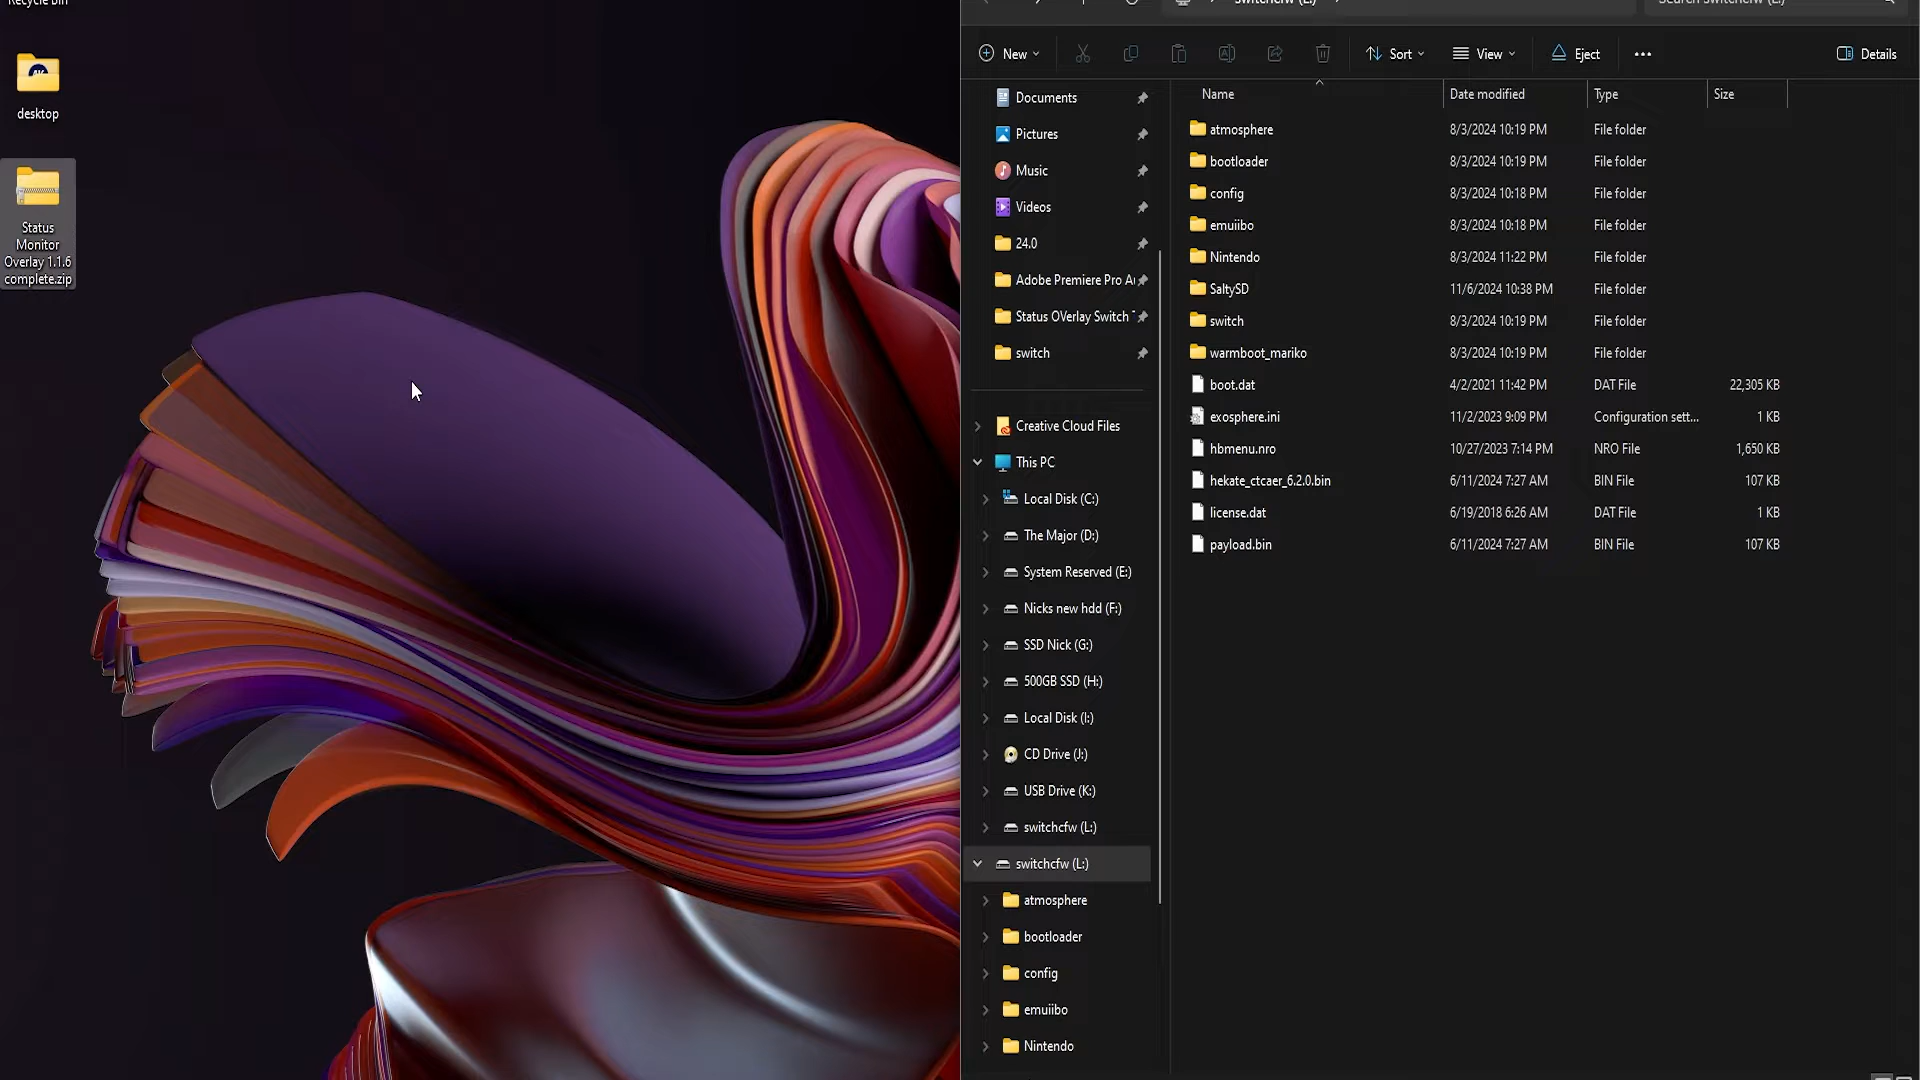 Recycle Bin
desktop
Status
Monitor
Overlay 1.1.6
complete.zip
switchcfw (L:)
Search switchcfw (L:)
New
Sort
View
Eject
Details
Name Date modified Type Size
Documents
Pictures
Music
Videos
24.0
Adobe Premiere Pro A
Status OVerlay Switch
switch
Creative Cloud Files
This PC
Local Disk (C:)
The Major (D:)
System Reserved (E:)
Nicks new hdd (F:)
SSD Nick (G:)
500GB SSD (H:)
Local Disk (I:)
CD Drive (J:)
USB Drive (K:)
switchcfw (L:)
switchcfw (L:)
atmosphere
bootloader
config
emuiibo
Nintendo
atmosphere 8/3/2024 10:19 PM File folder
bootloader 8/3/2024 10:19 PM File folder
config 8/3/2024 10:18 PM File folder
emuiibo 8/3/2024 10:18 PM File folder
Nintendo 8/3/2024 11:22 PM File folder
SaltySD 11/6/2024 10:38 PM File folder
switch 8/3/2024 10:19 PM File folder
warmboot_mariko 8/3/2024 10:19 PM File folder
boot.dat 4/2/2021 11:42 PM DAT File 22,305 KB
exosphere.ini 11/2/2023 9:09 PM Configuration sett... 1 KB
hbmenu.nro 10/27/2023 7:14 PM NRO File 1,650 KB
hekate_ctcaer_6.2.0.bin 6/11/2024 7:27 AM BIN File 107 KB
license.dat 6/19/2018 6:26 AM DAT File 1 KB
payload.bin 6/11/2024 7:27 AM BIN File 107 KB